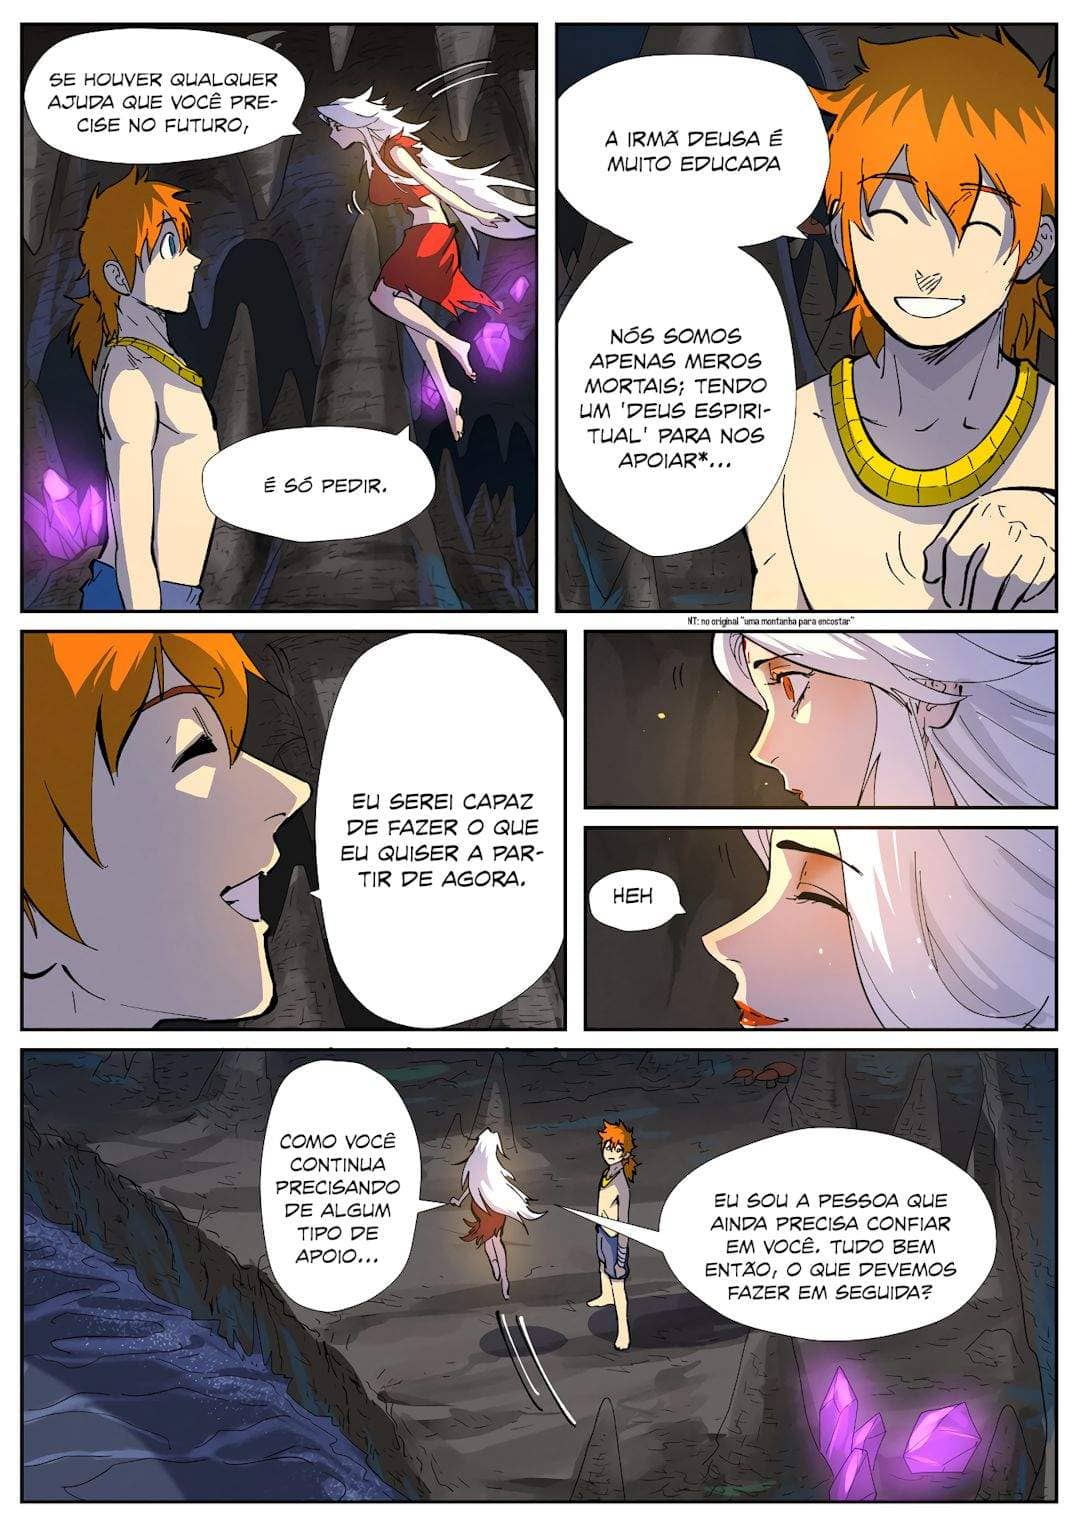 SE HOUVER QUALQUER
AJUDA QUE VOCÊ PRE-
CISE NO FUTURO,
É SÓ PEDIR.
A IRMÃ DEUSA É
MUITO EDUCADA
NÓS SOMOS
APENAS MEROS
MORTAIS; TENDO
UM 'DEUS ESPIRI-
TUAL' PARA NOS
APOIAR*...
NT: no original "uma montanha para encostar"
EU SEREI CAPAZ
DE FAZER O QUE
EU QUISER A PAR-
TIR DE AGORA.
HEH
COMO VOCÊ
CONTINUA
PRECISANDO
DE ALGUM
TIPO DE
APOIO...
EU SOU A PESSOA QUE
AINDA PRECISA CONFIAR
EM VOCÊ. TUDO BEM
ENTÃO, O QUE DEVEMOS
FAZER EM SEGUIDA?